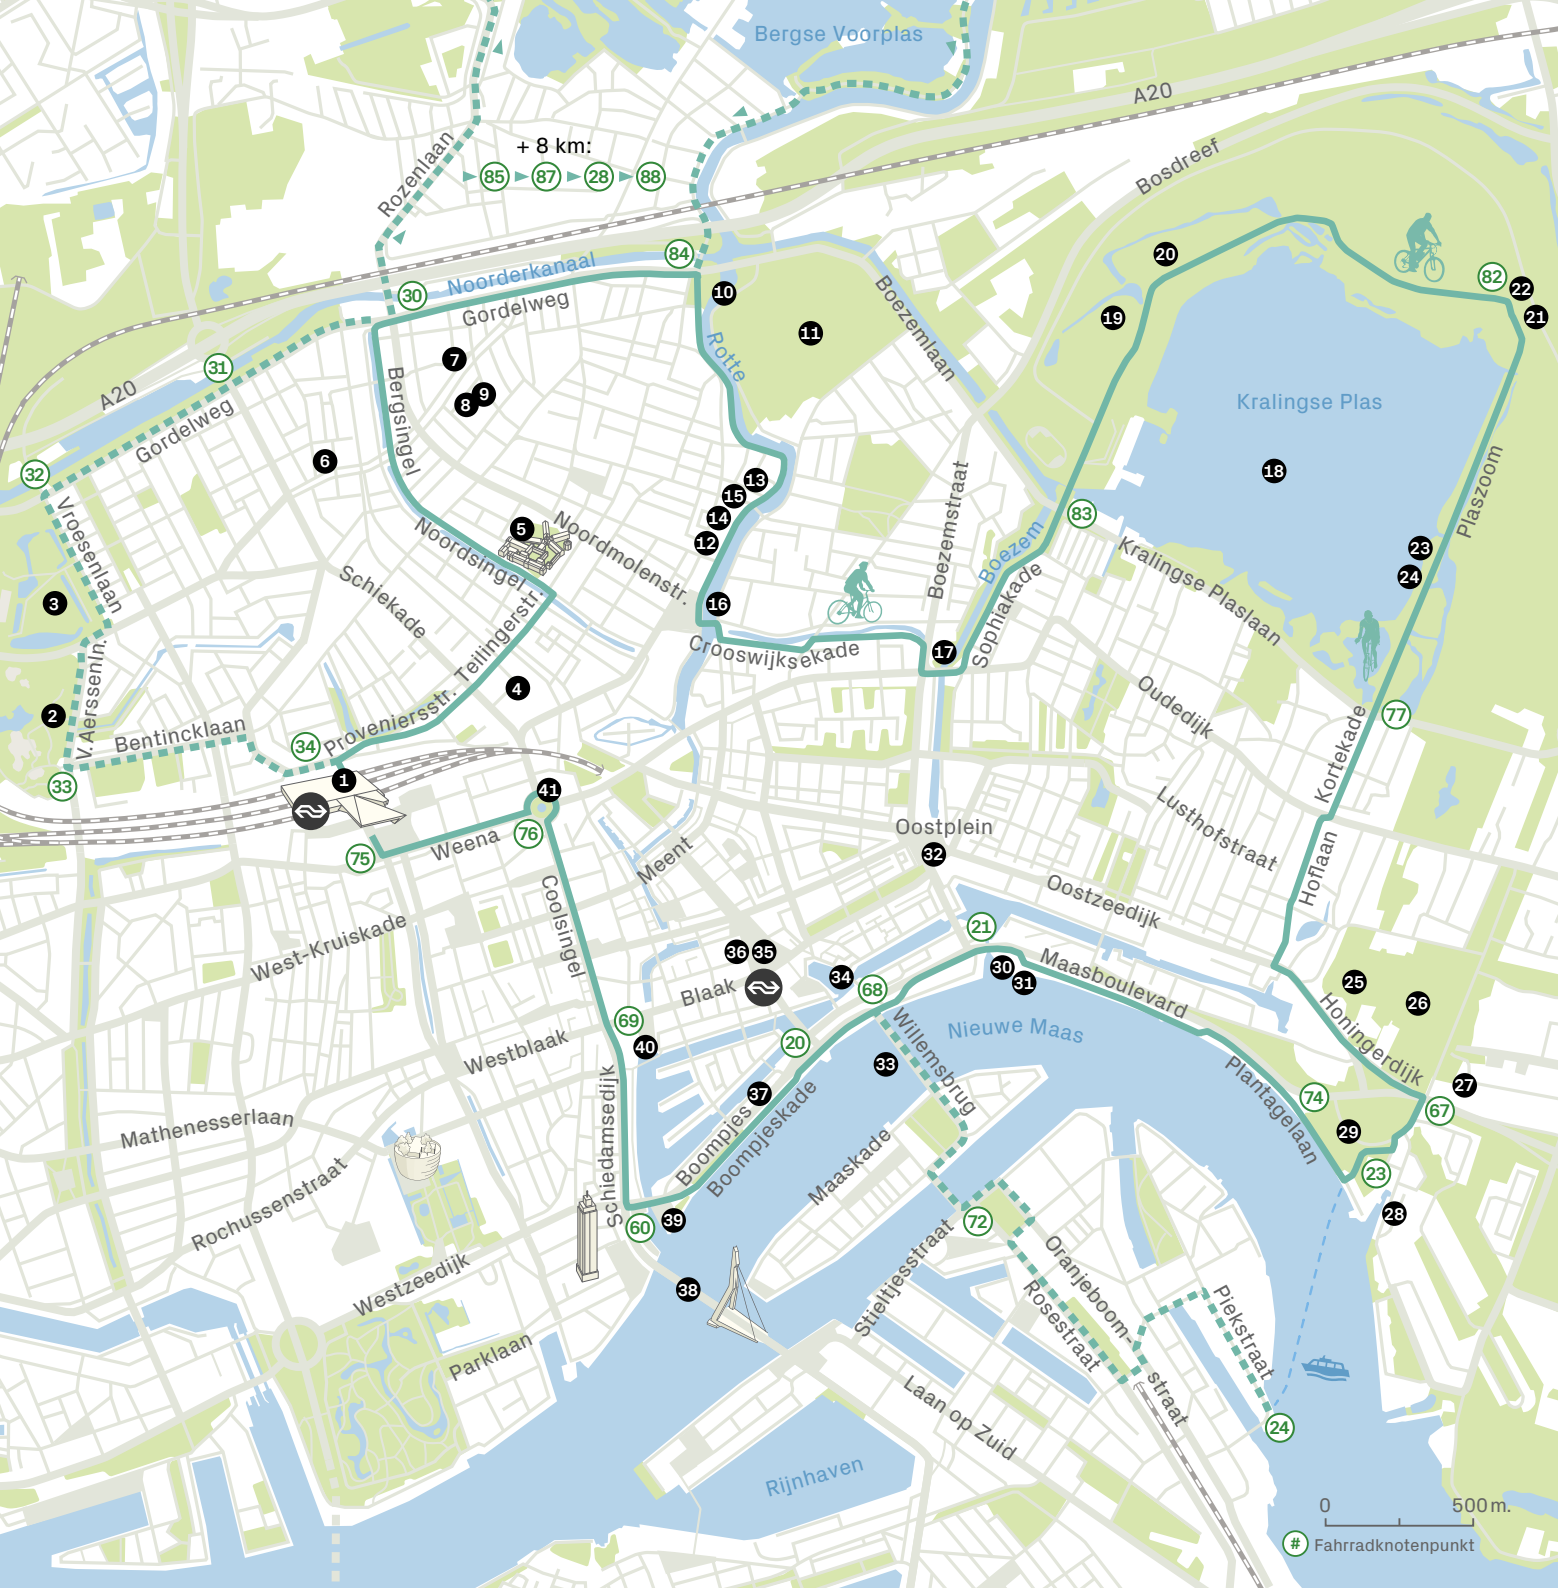 Bergse Voorplas
A20
+ 8 km:
85
87
28
88
Rozenlaan
Bosdreef
84
Noorderkanaal
30
Gordelweg
10
20
82
22
21
19
11
Boezemlaan
Rotte
31
7
9
8
A20
Gordelweg
Bergsingel
Kralingse Plas
6
32
18
13
15
14
12
Plaszoom
Vroesenlaan
Noordsingel
5
Noordmolenstr.
Boezemstraat
Boezem
83
23
24
Kralingse Plaslaan
3
Schiekade
16
Sophiakade
Teilingerstr.
Crooswijksekade
17
4
2
V. Aerssenln.
Bentincklaan
34
Proveniersstr.
Oudedijk
77
33
1
41
Kortekade
76
Weena
75
Oostplein
32
Lusthofstraat
Meent
Hoflaan
Coolsingel
Oostzeedijk
21
West-Kruiskade
36
35
34
30
31
Maasboulevard
Blaak
68
25
26
Honingerdijk
69
40
20
Willemsbrug
Nieuwe Maas
Westblaak
33
37
27
Plantagelaan
74
67
29
Mathenesserlaan
Schiedamsedijk
Boompjes
Boompjeskade
Maaskade
23
Rochussenstraat
60
39
72
28
38
Stieltjesstraat
Oranjeboom-
straat
Westzeedijk
Rosestraat
Piekstraat
Parklaan
Laan op Zuid
24
Rijnhaven
0
500 m.
# Fahrradknotenpunkt